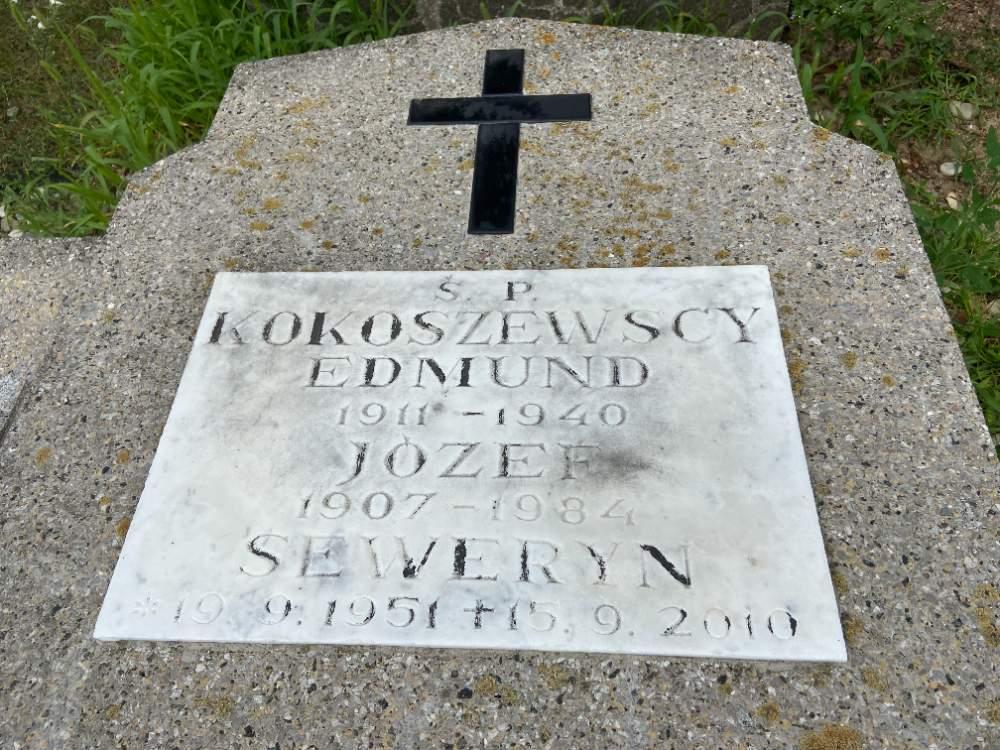 Ś. P.
KOKOSZEWSCY
EDMUND
1911 - 1940
JÓZEF
1907 - 1984
SEWERYN
* 19. 9. 1951 + 15. 9. 2010